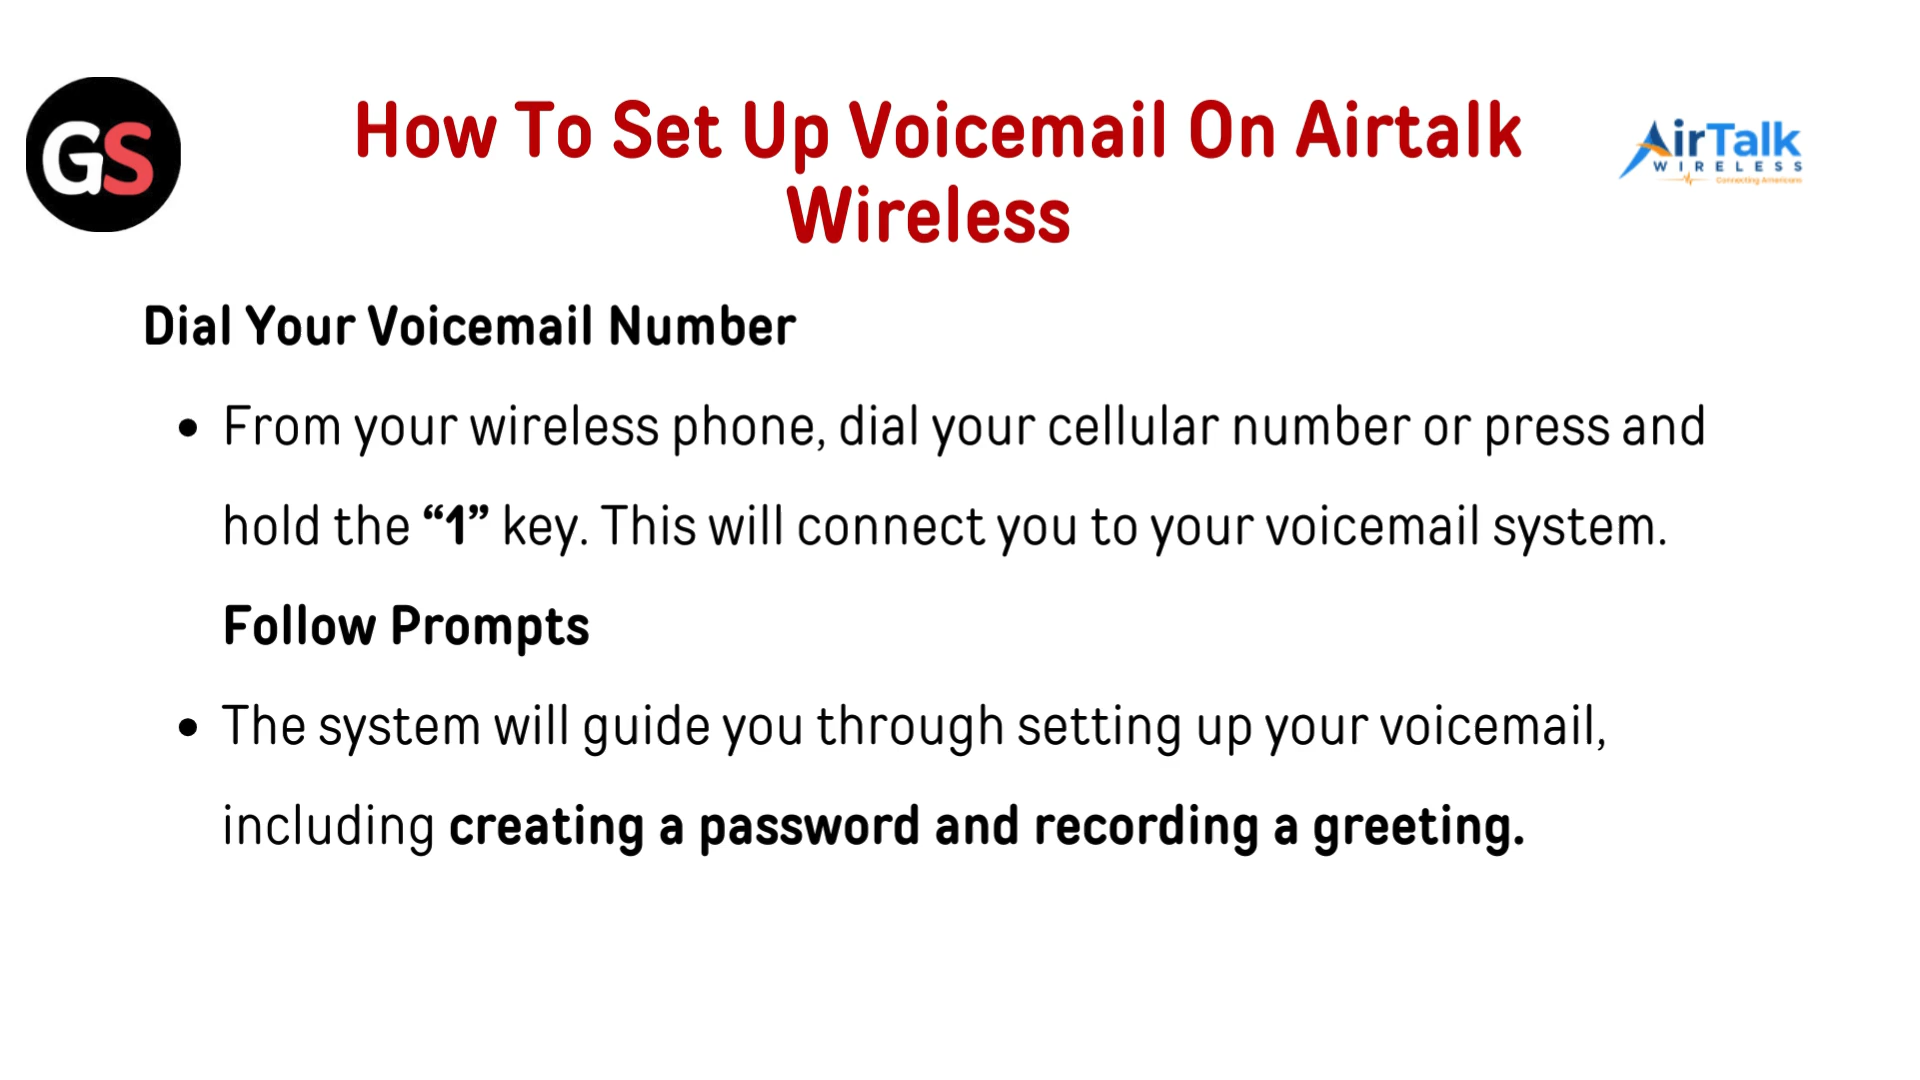 GS
How To Set Up Voicemail On Airtalk
Wireless
AirTalk
WIRELESS
Connecting Americans
Dial Your Voicemail Number
• From your wireless phone, dial your cellular number or press and
hold the “1” key. This will connect you to your voicemail system.
Follow Prompts
• The system will guide you through setting up your voicemail,
including creating a password and recording a greeting.